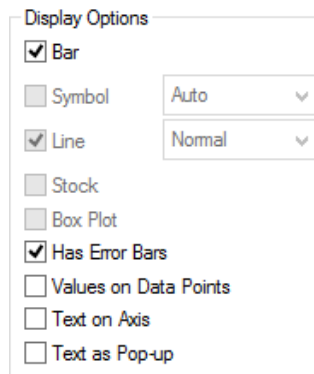 Display Options
Bar
Symbol Auto
Line Normal
Stock
Box Plot
Has Error Bars
Values on Data Points
Text on Axis
Text as Pop-up